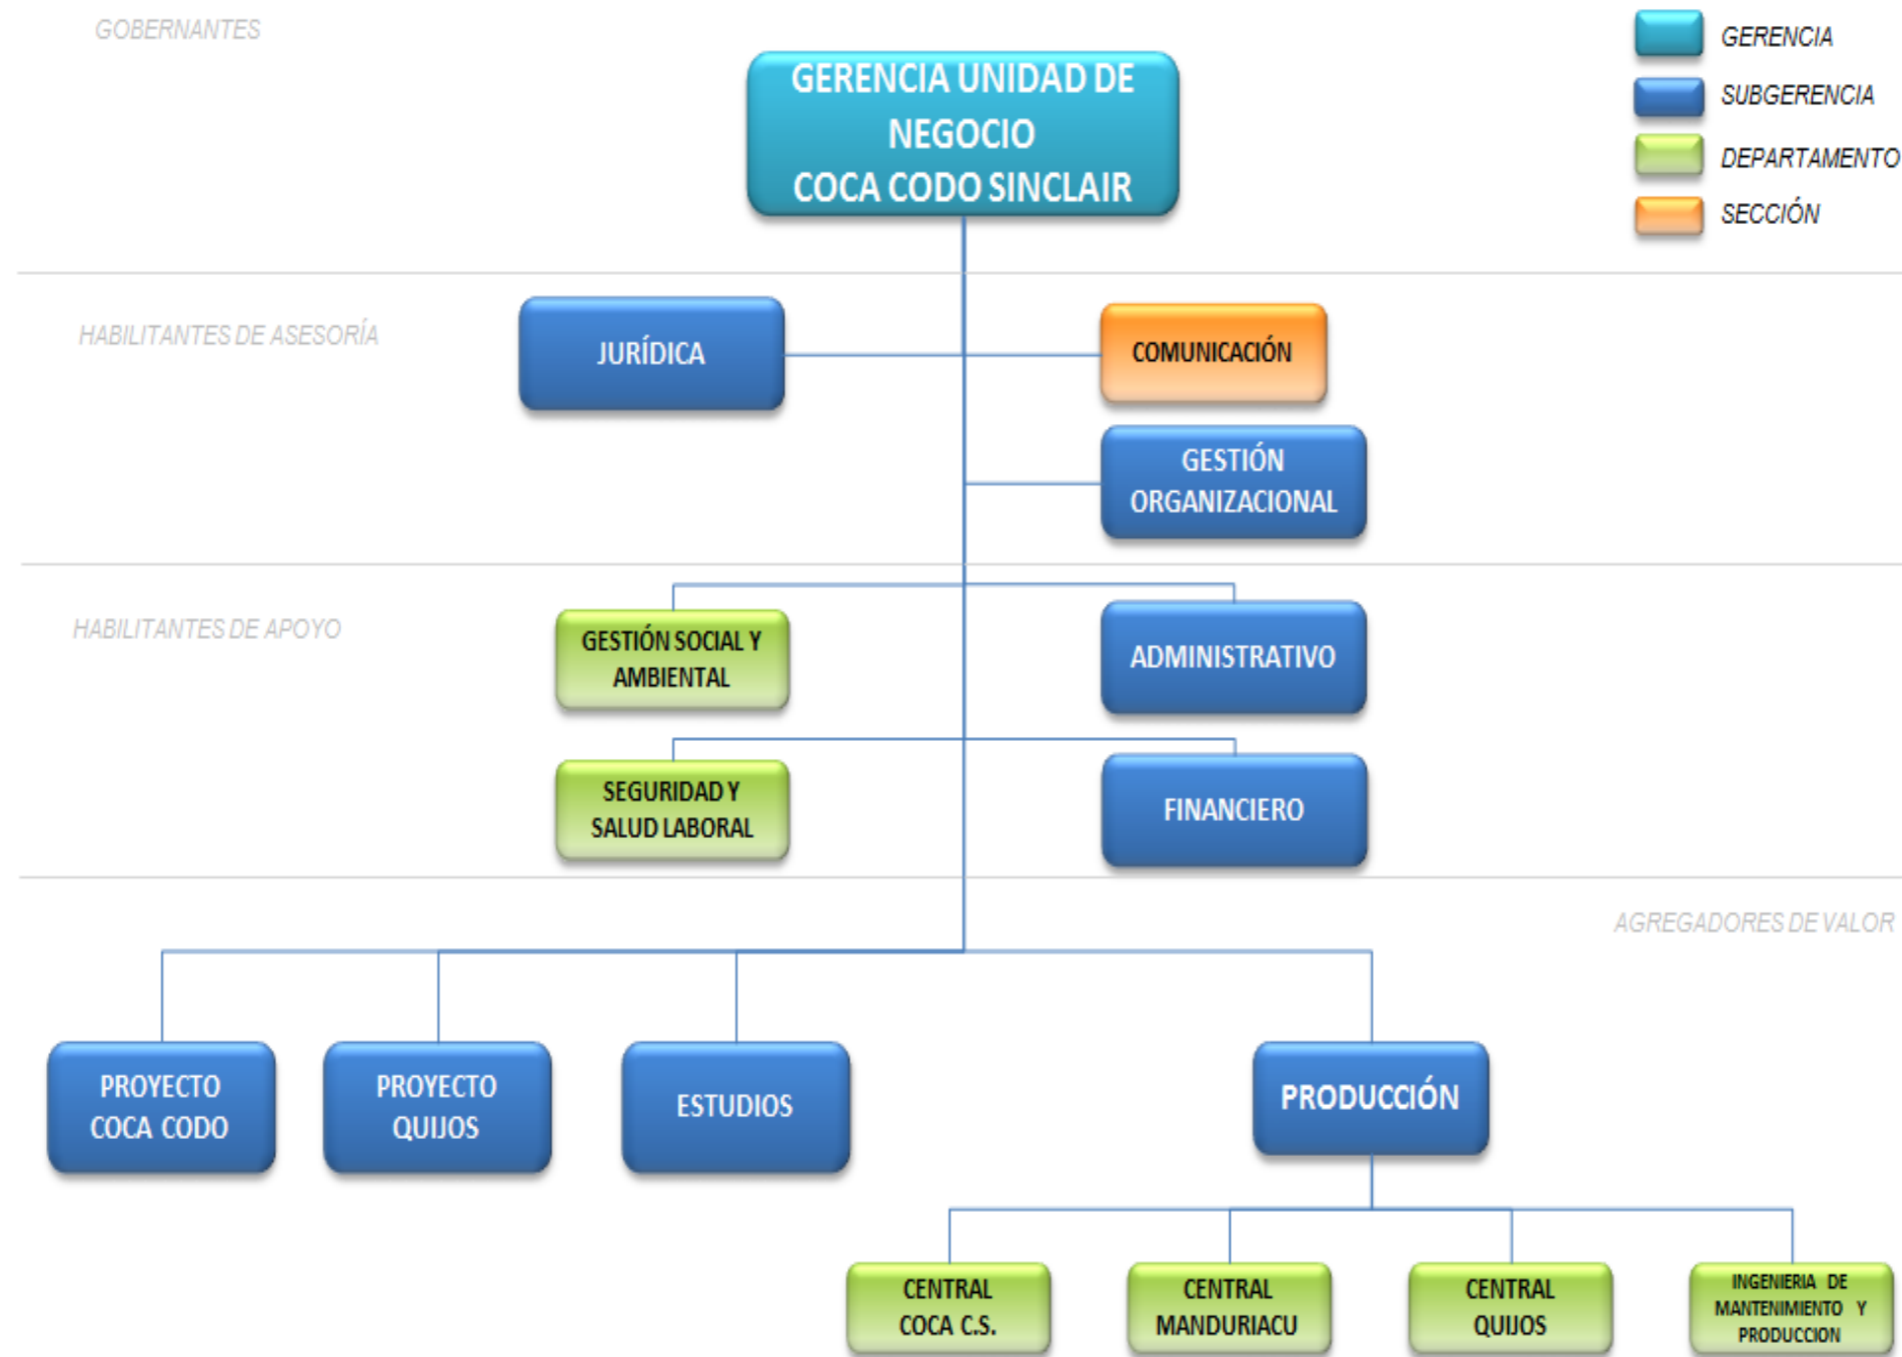 GOBERNANTES
GERENCIA UNIDAD DE
NEGOCIO
COCA CODO SINCLAIR
GERENCIA
SUBGERENCIA
DEPARTAMENTO
SECCIÓN
HABILITANTES DE ASESORÍA
JURÍDICA
COMUNICACIÓN
GESTIÓN
ORGANIZACIONAL
HABILITANTES DE APOYO
GESTIÓN SOCIAL Y
AMBIENTAL
ADMINISTRATIVO
SEGURIDAD Y
SALUD LABORAL
FINANCIERO
AGREGADORES DE VALOR
PROYECTO
COCA CODO
PROYECTO
QUIJOS
ESTUDIOS
PRODUCCIÓN
CENTRAL
COCA C.S.
CENTRAL
MANDURIACU
CENTRAL
QUIJOS
INGENIERIA DE
MANTENIMIENTO Y
PRODUCCION